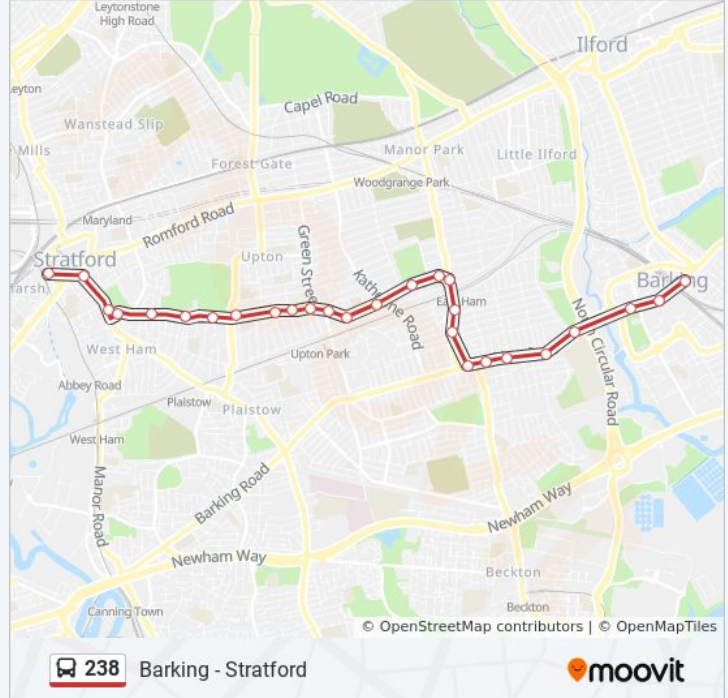 Leytonstone
High Road
Ilford
Leyton
Capel Road
Wanstead Slip
Mills
Manor Park
Little Ilford
Forest Gate
Woodgrange Park
Maryland
Romford Road
Stratford
Upton
Green Stree
Barking
arsh)
Katherine Road
East Ham
North Circular Road
West Ham
Upton Park
Abbey Road
Plaistow
Plaistow
West Ham
Manor Road
Barking Road
Newham Way
Newham Way
Beckton
Beckton
Canning Town
© OpenStreetMap contributors | © OpenMapTiles
238 Barking - Stratford
moovit